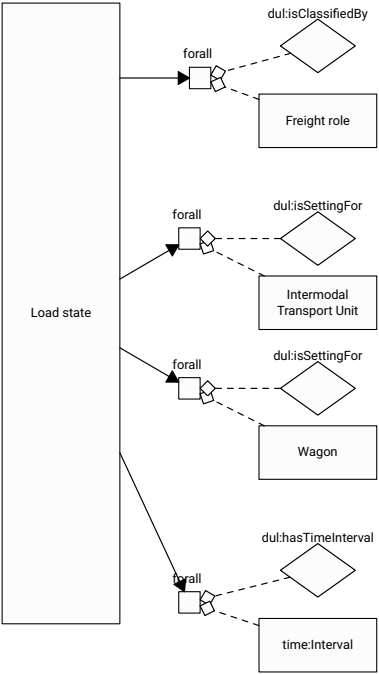 dul:isClassifiedBy
forall
Freight role
dul:isSettingFor
forall
Intermodal
Transport Unit
Load state
dul:isSettingFor
forall
Wagon
dul:hasTimeInterval
forall
time:Interval